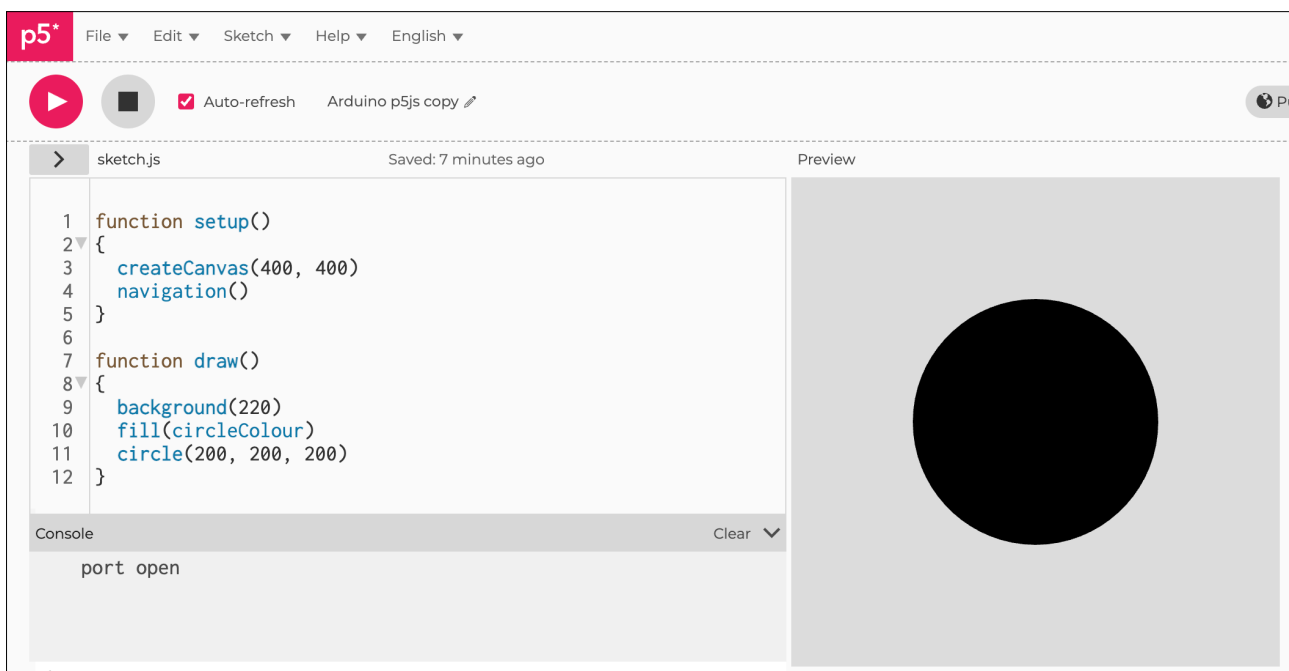 p5* File Edit Sketch Help English
Auto-refresh Arduino p5js copy
sketch.js Saved: 7 minutes ago Preview
1 function setup()
2 {
3 createCanvas(400, 400)
4 navigation()
5 }
6
7 function draw()
8 {
9 background(220)
10 fill(circleColour)
11 circle(200, 200, 200)
12 }
Console Clear
port open